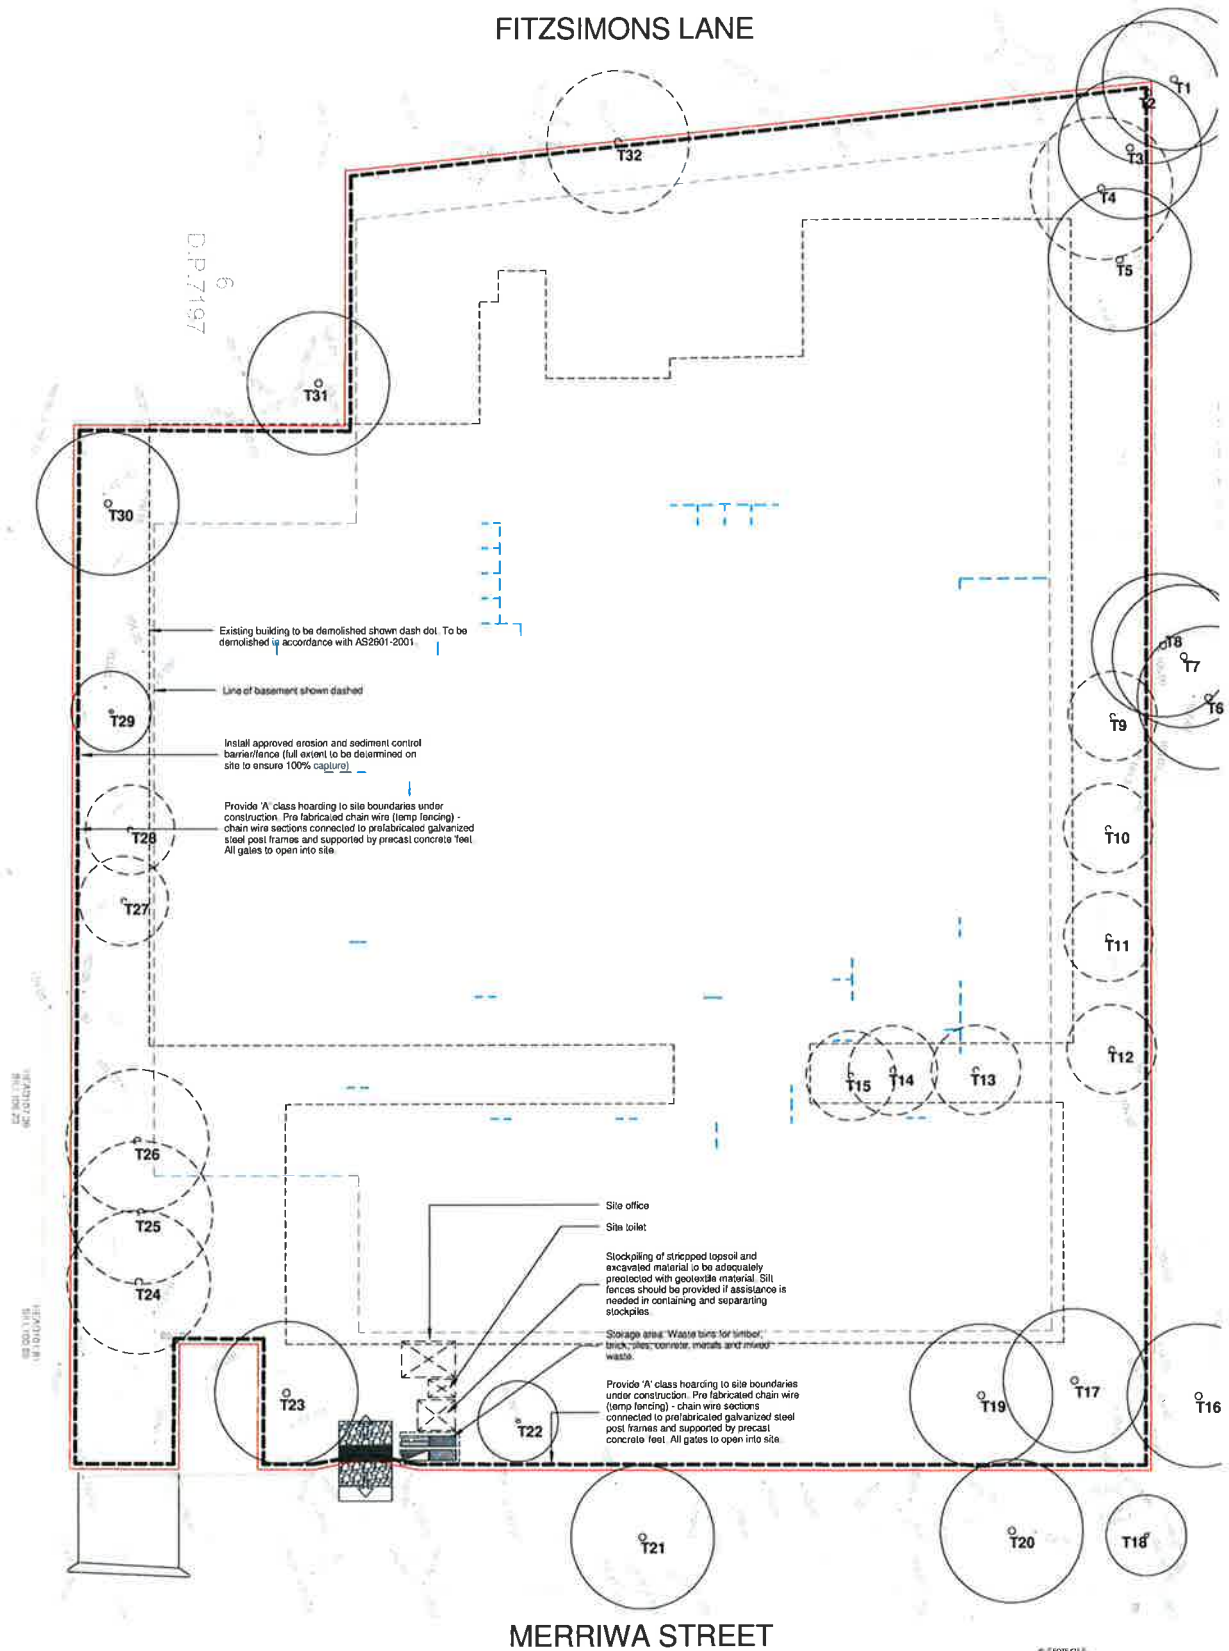 FITZSIMONS LANE
T1
T2
T3
T32
T4
T5
6
D.P.7197
T31
T30
Existing building to be demolished shown dash dot. To be
demolished in accordance with AS2601-2001
T8
T7
Line of basement shown dashed
T6
T29
T9
Install approved erosion and sediment control
barrier/fence (full extent to be determined on
site to ensure 100% capture)
Provide 'A' class hoarding to site boundaries under
construction. Pre fabricated chain wire (temp fencing) -
chain wire sections connected to prefabricated galvanized
steel post frames and supported by precast concrete 'feet.
All gates to open into site.
T28
T10
T27
T11
T12
T15
T14
T13
T26
T25
T24
Site office
Site toilet
Stockpiling of stripped topsoil and
excavated material to be adequately
preotected with geotextile material. Silt
fences should be provided if assistance is
needed in containing and separarting
stockpiles.
Storage area: Waste bins for timber,
brick, tiles, conrete, metals and mixed
waste.
Provide 'A' class hoarding to site boundaries
under construction. Pre fabricated chain wire
(temp fencing) - chain wire sections
connected to prefabricated galvanized steel
post frames and supported by precast
concrete 'feet. All gates to open into site.
T23
T22
T19
T17
T16
T21
T20
T18
MERRIWA STREET